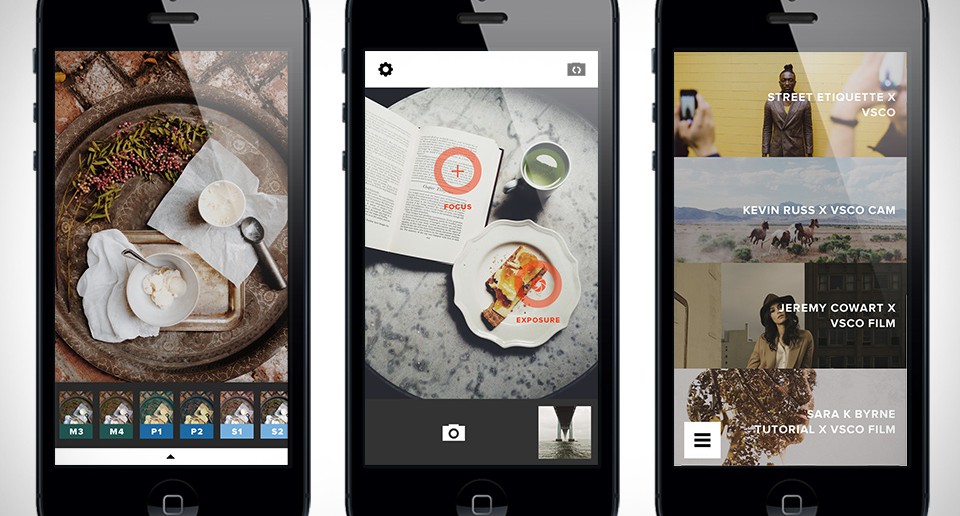 M3
M4
P1
P2
S1
S2
FOCUS
EXPOSURE
STREET ETIQUETTE X
VSCO
KEVIN RUSS X VSCO CAM
JEREMY COWART X
VSCO FILM
SARA K BYRNE
TUTORIAL X VSCO FILM